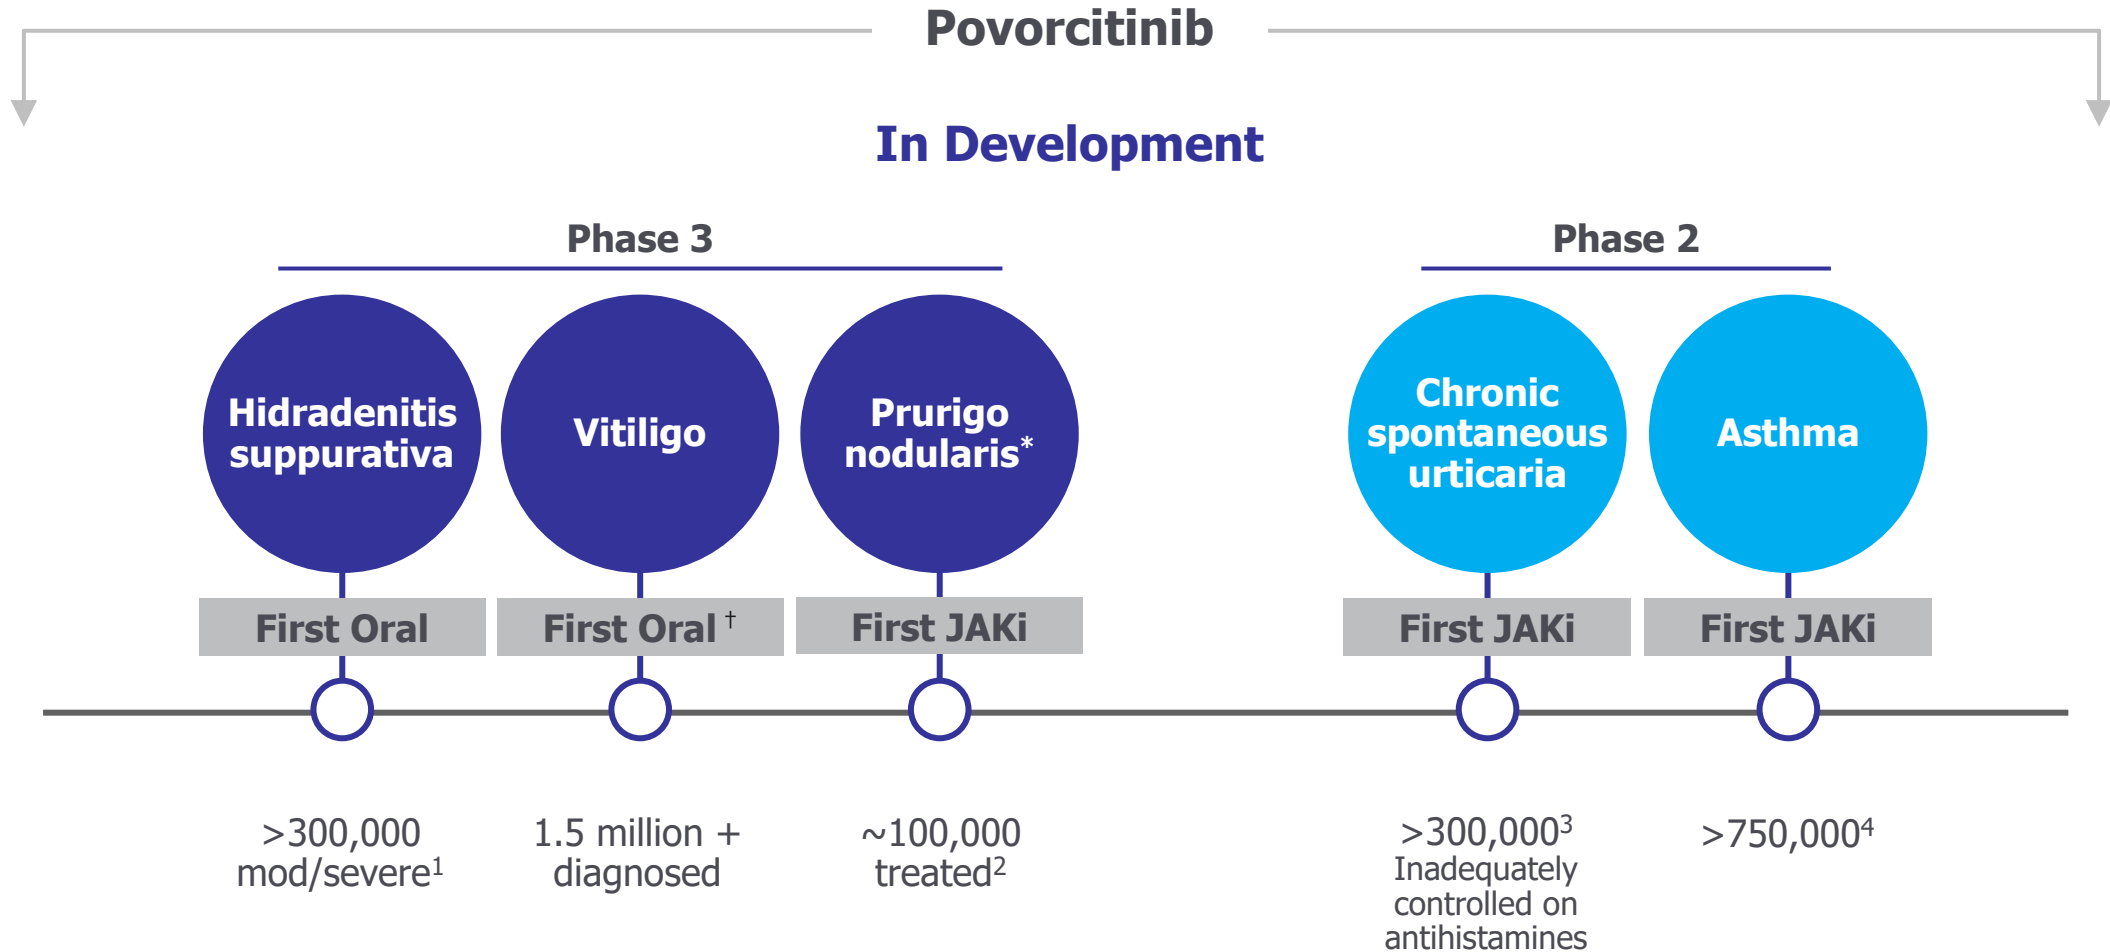 Povorcitinib
In Development
Phase 3
Phase 2
Hidradenitis
suppurativa
Vitiligo
Prurigo
nodularis*
Chronic
spontaneous
urticaria
Asthma
First Oral
First Oral †
First JAKi
First JAKi
First JAKi
>300,000
mod/severe¹
1.5 million +
diagnosed
~100,000
treated²
>300,000³
Inadequately
controlled on
antihistamines
>750,000⁴